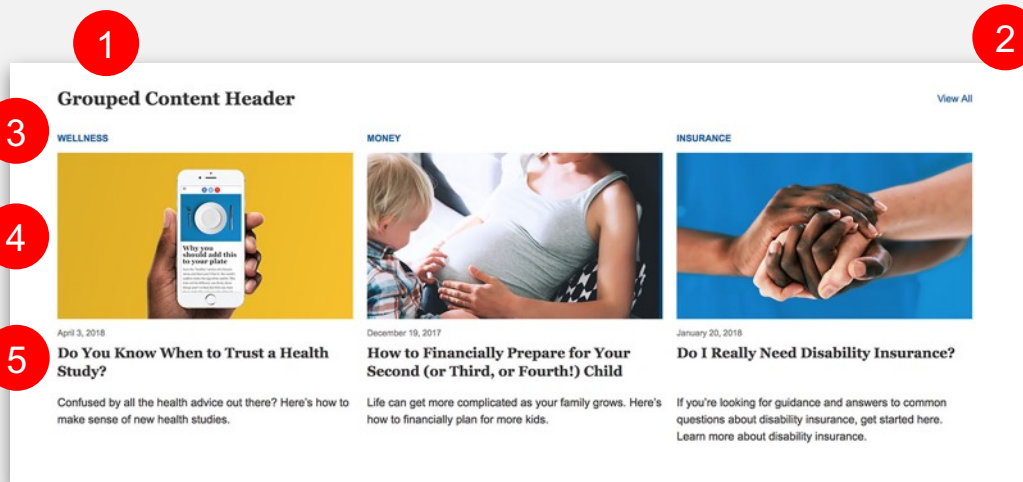 1
2
Grouped Content Header
View All
3
WELLNESS
MONEY
INSURANCE
4
Why you
should add this
to your plate
5
April 3, 2018
December 19, 2017
January 20, 2018
Do You Know When to Trust a Health
Study?
How to Financially Prepare for Your
Second (or Third, or Fourth!) Child
Do I Really Need Disability Insurance?
Confused by all the health advice out there? Here's how to
make sense of new health studies.
Life can get more complicated as your family grows. Here's
how to financially plan for more kids.
If you're looking for guidance and answers to common
questions about disability insurance, get started here.
Learn more about disability insurance.